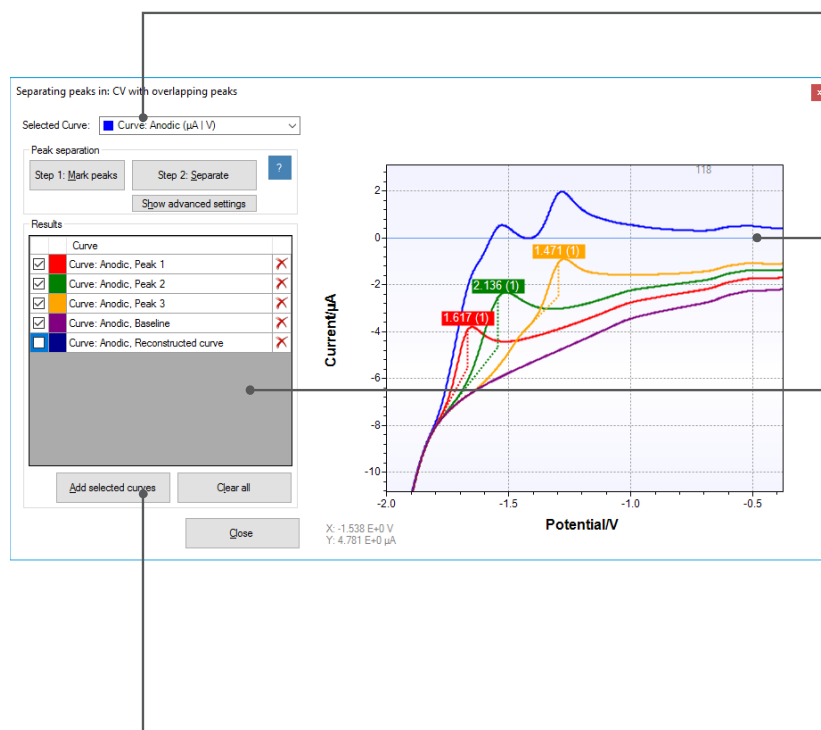 Separating peaks in: CV with overlapping peaks
x
Selected Curve: Curve: Anodic (µA | V)
Peak separation
Step 1: Mark peaks
Step 2: Separate
?
Show advanced settings
Results
Curve
Curve: Anodic, Peak 1
Curve: Anodic, Peak 2
Curve: Anodic, Peak 3
Curve: Anodic, Baseline
Curve: Anodic, Reconstructed curve
Add selected curves
Clear all
Close
X: -1.538 E+0 V
Y: 4.781 E+0 µA
118
2
0
-2
-4
-6
-8
-10
Current/µA
1.471 (1)
2.136 (1)
1.617 (1)
-2.0
-1.5
-1.0
-0.5
Potential/V